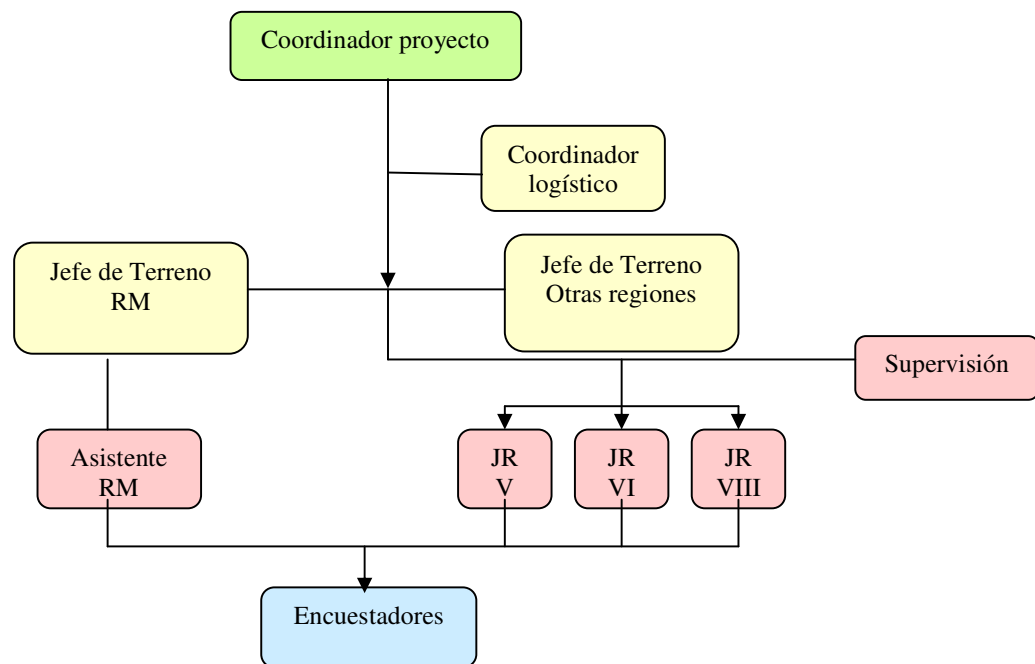 Coordinador proyecto
Coordinador
logístico
Jefe de Terreno
RM
Jefe de Terreno
Otras regiones
Supervisión
Asistente
RM
JR
V
JR
VI
JR
VIII
Encuestadores